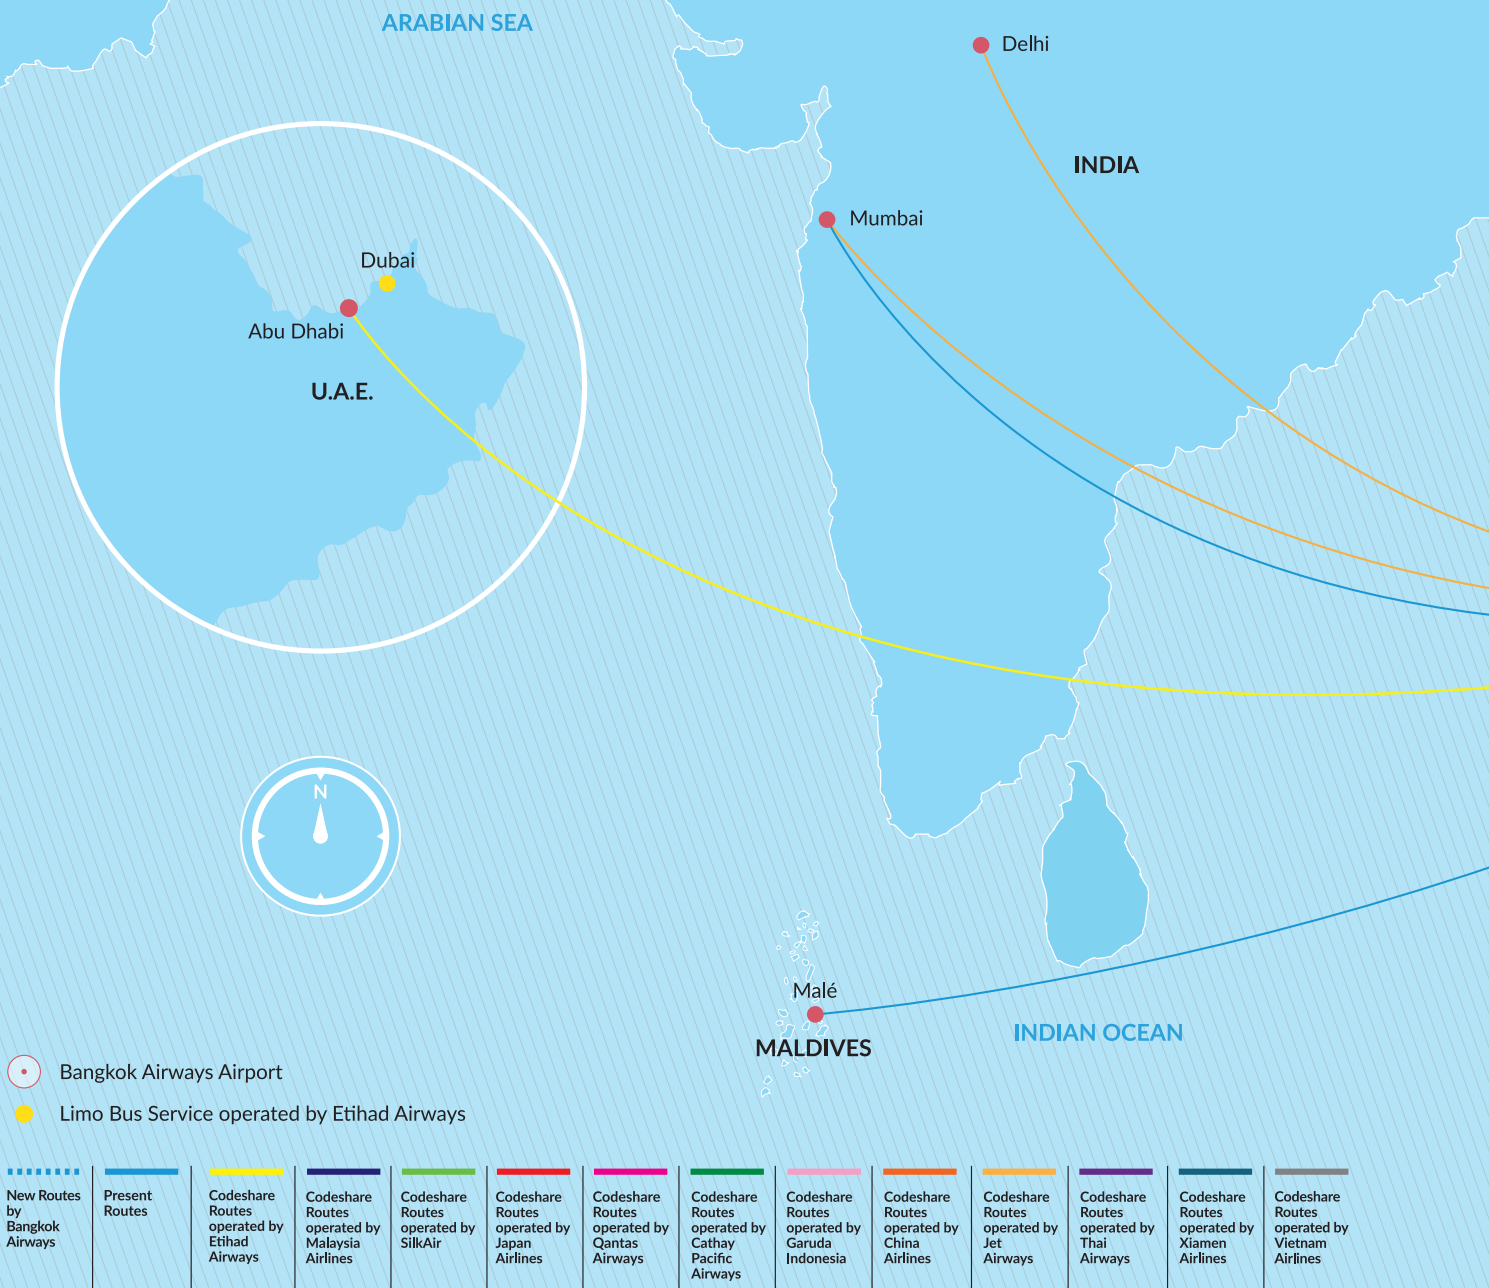 ARABIAN SEA
Delhi
INDIA
Mumbai
Dubai
Abu Dhabi
U.A.E.
N
Malé
MALDIVES
INDIAN OCEAN
Bangkok Airways Airport
Limo Bus Service operated by Etihad Airways
New Routes
by
Bangkok
Airways
Present
Routes
Codeshare
Routes
operated by
Etihad
Airways
Codeshare
Routes
operated by
Malaysia
Airlines
Codeshare
Routes
operated by
SilkAir
Codeshare
Routes
operated by
Japan
Airlines
Codeshare
Routes
operated by
Qantas
Airways
Codeshare
Routes
operated by
Cathay
Pacific
Airways
Codeshare
Routes
operated by
Garuda
Indonesia
Codeshare
Routes
operated by
China
Airlines
Codeshare
Routes
operated by
Jet
Airways
Codeshare
Routes
operated by
Thai
Airways
Codeshare
Routes
operated by
Xiamen
Airlines
Codeshare
Routes
operated by
Vietnam
Airlines